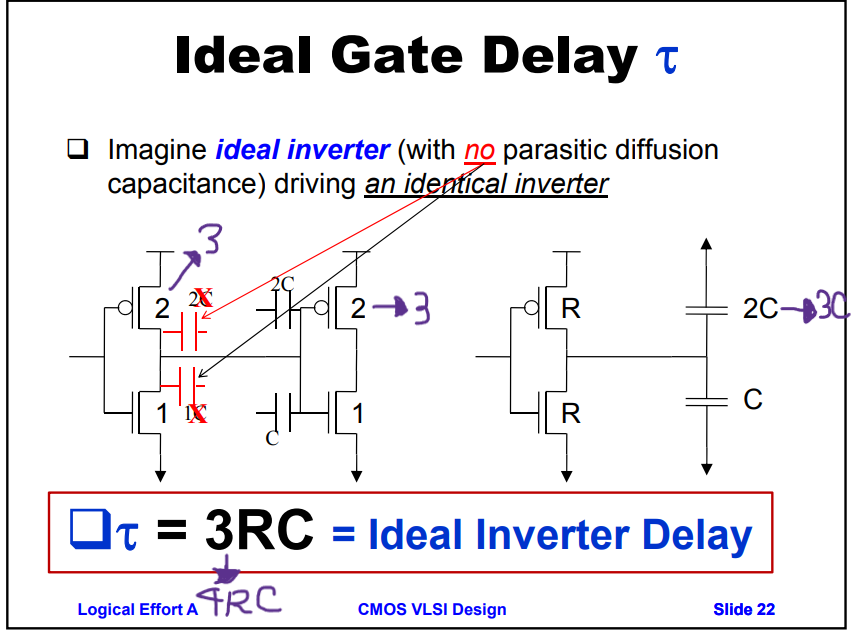 Ideal Gate Delay τ
❑ Imagine ideal inverter (with no parasitic diffusion
capacitance) driving an identical inverter
3
2 2C X 2C 2 → 3 R 2C → 3C
1 1C X C 1 R C
❑ τ = 3RC = Ideal Inverter Delay
4RC
Logical Effort A CMOS VLSI Design Slide 22